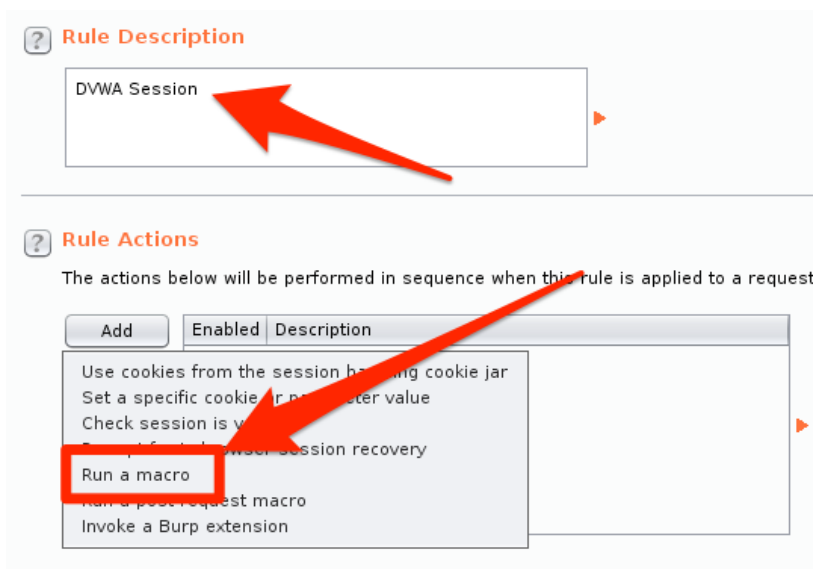 Rule Description
DVWA Session
Rule Actions
The actions below will be performed in sequence when this rule is applied to a request
Add Enabled Description
Use cookies from the session handling cookie jar
Set a specific cookie or parameter value
Check session is
session recovery
Run a macro
Run a post request macro
Invoke a Burp extension